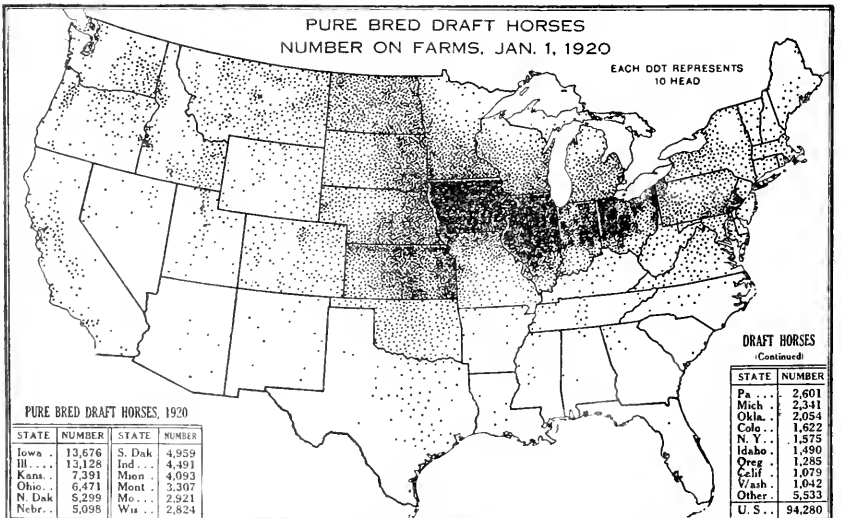 PURE BRED DRAFT HORSES
NUMBER ON FARMS, JAN. 1, 1920
EACH DOT REPRESENTS
10 HEAD
PURE BRED DRAFT HORSES, 1920
STATE NUMBER STATE NUMBER
Iowa . 13,676 S. Dak 4,959
Ill.... 13,128 Ind... 4,491
Kans.. 7,391 Minn . 4,093
Ohio.. 6,471 Mont . 3,307
N. Dak 5,299 Mo... 2,921
Nebr.. 5,098 Wis .. 2,824
DRAFT HORSES
(Continued)
STATE NUMBER
Pa .... 2,601
Mich . 2,341
Okla.. 2,054
Colo.. 1,622
N. Y.. 1,575
Idaho . 1,490
Oreg . 1,285
Calif . 1,079
Wash . 1,042
Other . 5,533
U. S.. 94,280